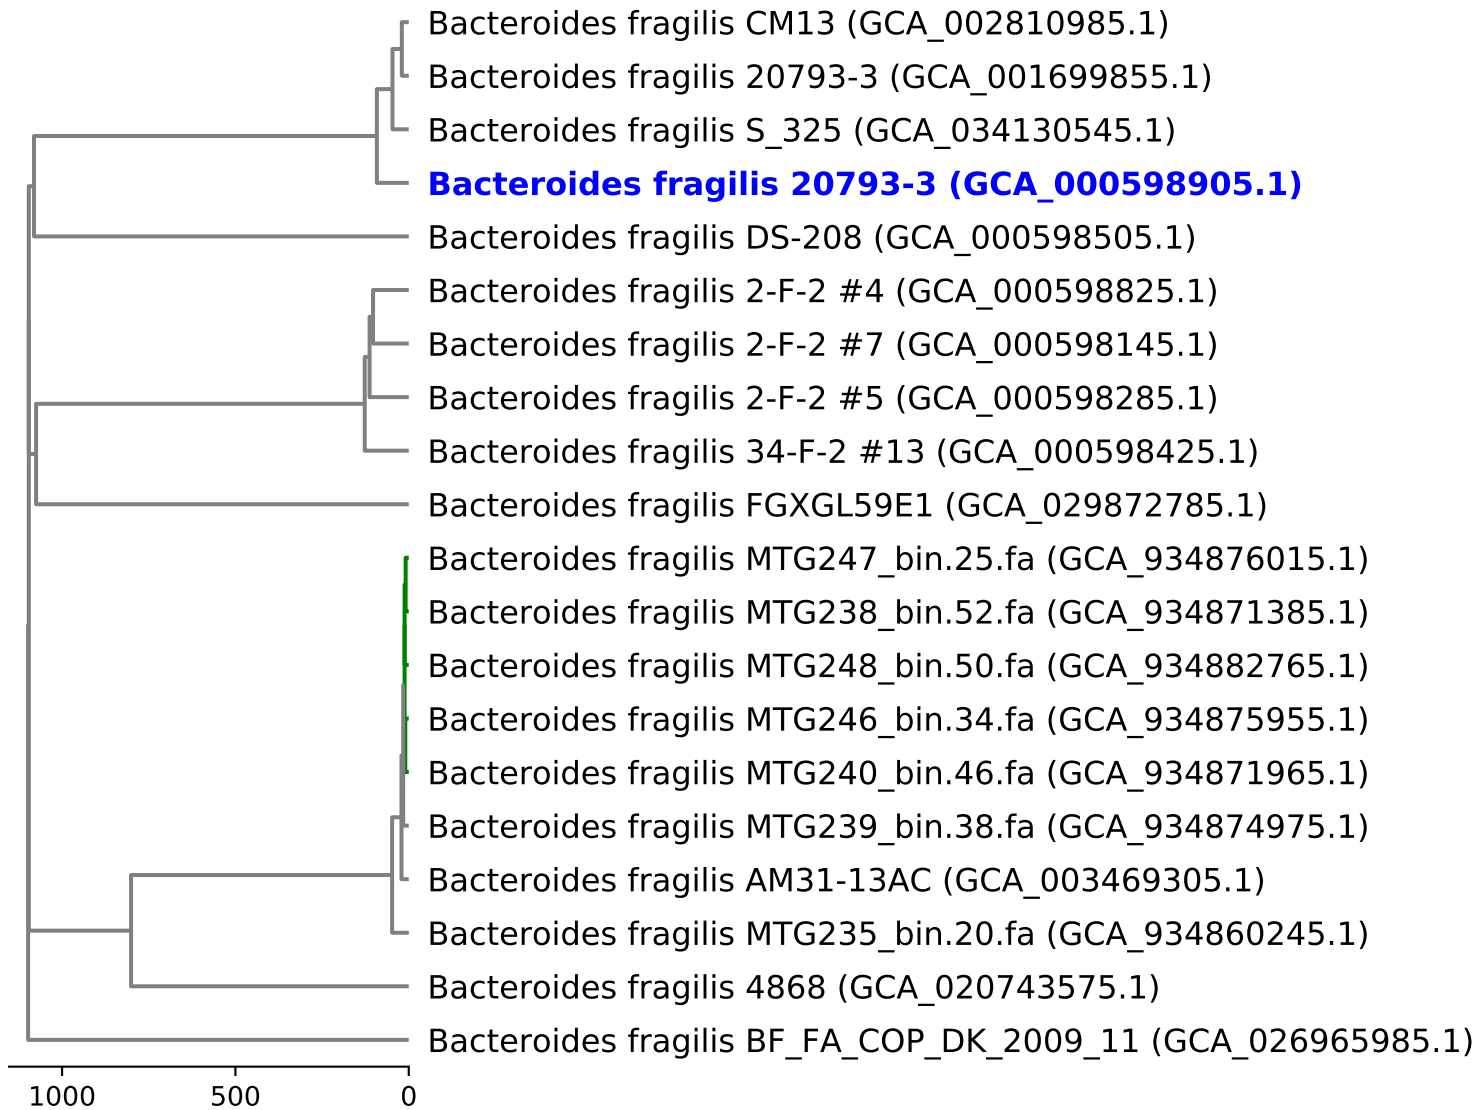 Bacteroides fragilis CM13 (GCA_002810985.1)
Bacteroides fragilis 20793-3 (GCA_001699855.1)
Bacteroides fragilis S_325 (GCA_034130545.1)
Bacteroides fragilis 20793-3 (GCA_000598905.1)
Bacteroides fragilis DS-208 (GCA_000598505.1)
Bacteroides fragilis 2-F-2 #4 (GCA_000598825.1)
Bacteroides fragilis 2-F-2 #7 (GCA_000598145.1)
Bacteroides fragilis 2-F-2 #5 (GCA_000598285.1)
Bacteroides fragilis 34-F-2 #13 (GCA_000598425.1)
Bacteroides fragilis FGXGL59E1 (GCA_029872785.1)
Bacteroides fragilis MTG247_bin.25.fa (GCA_934876015.1)
Bacteroides fragilis MTG238_bin.52.fa (GCA_934871385.1)
Bacteroides fragilis MTG248_bin.50.fa (GCA_934882765.1)
Bacteroides fragilis MTG246_bin.34.fa (GCA_934875955.1)
Bacteroides fragilis MTG240_bin.46.fa (GCA_934871965.1)
Bacteroides fragilis MTG239_bin.38.fa (GCA_934874975.1)
Bacteroides fragilis AM31-13AC (GCA_003469305.1)
Bacteroides fragilis MTG235_bin.20.fa (GCA_934860245.1)
Bacteroides fragilis 4868 (GCA_020743575.1)
Bacteroides fragilis BF_FA_COP_DK_2009_11 (GCA_026965985.1)
1000 500 0